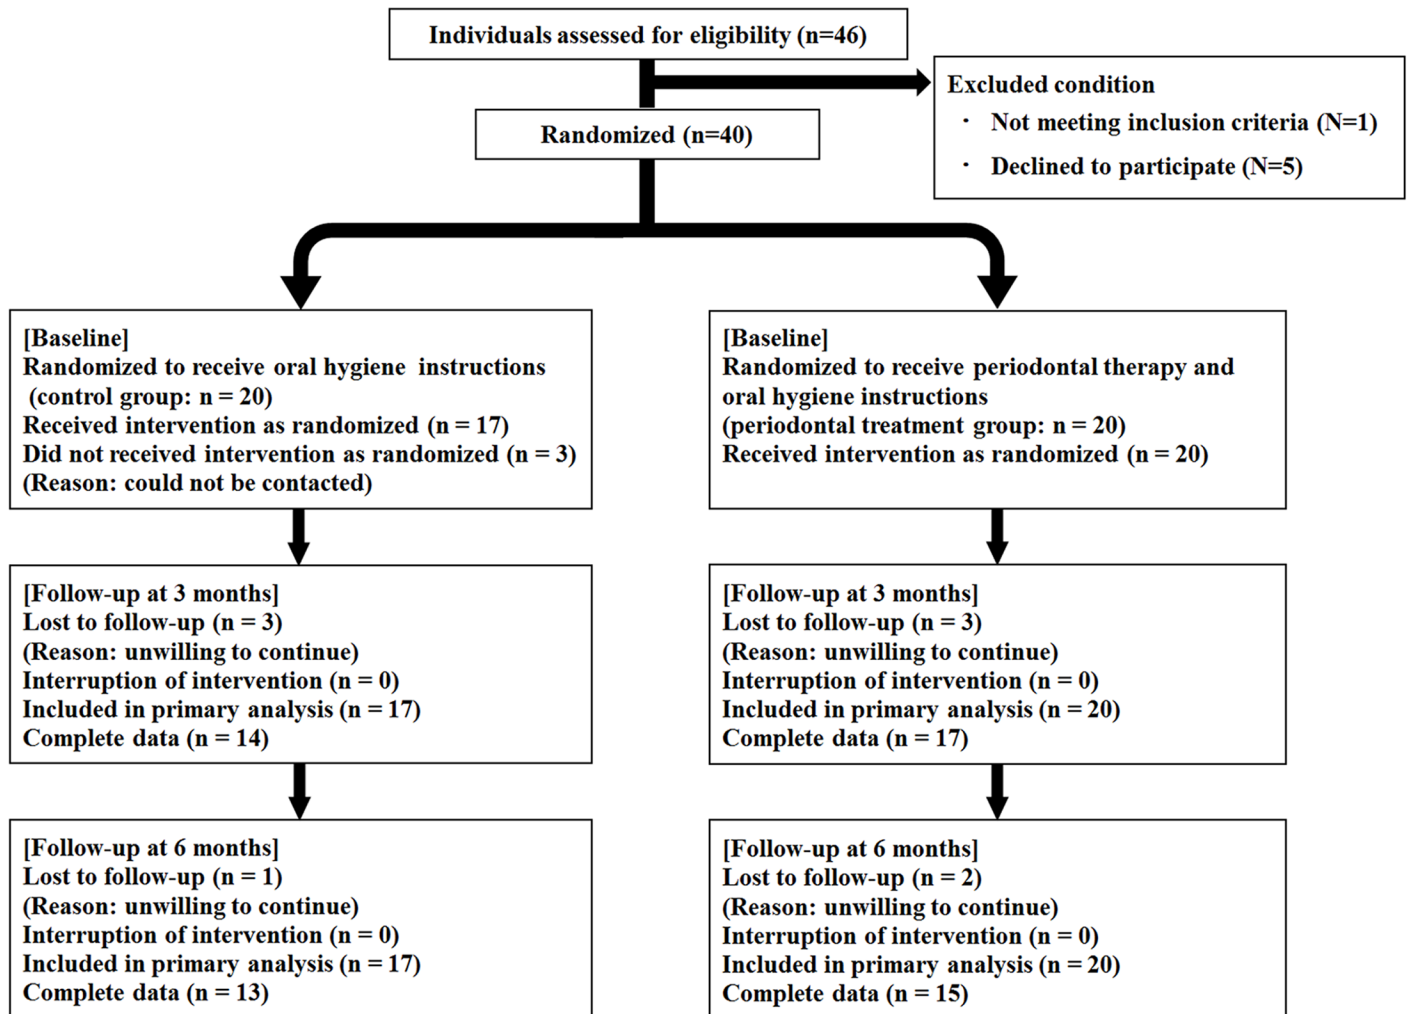 Individuals assessed for eligibility (n=46)
Excluded condition
· Not meeting inclusion criteria (N=1)
· Declined to participate (N=5)
Randomized (n=40)
[Baseline]
Randomized to receive oral hygiene instructions
(control group: n = 20)
Received intervention as randomized (n = 17)
Did not received intervention as randomized (n = 3)
(Reason: could not be contacted)
[Baseline]
Randomized to receive periodontal therapy and
oral hygiene instructions
(periodontal treatment group: n = 20)
Received intervention as randomized (n = 20)
[Follow-up at 3 months]
Lost to follow-up (n = 3)
(Reason: unwilling to continue)
Interruption of intervention (n = 0)
Included in primary analysis (n = 17)
Complete data (n = 14)
[Follow-up at 3 months]
Lost to follow-up (n = 3)
(Reason: unwilling to continue)
Interruption of intervention (n = 0)
Included in primary analysis (n = 20)
Complete data (n = 17)
[Follow-up at 6 months]
Lost to follow-up (n = 1)
(Reason: unwilling to continue)
Interruption of intervention (n = 0)
Included in primary analysis (n = 17)
Complete data (n = 13)
[Follow-up at 6 months]
Lost to follow-up (n = 2)
(Reason: unwilling to continue)
Interruption of intervention (n = 0)
Included in primary analysis (n = 20)
Complete data (n = 15)